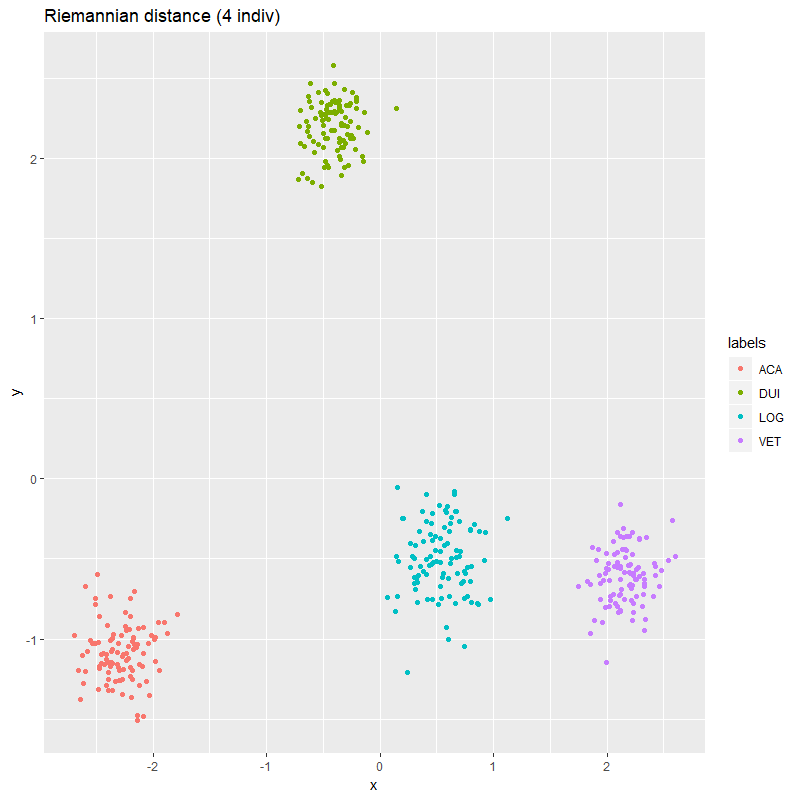 Riemannian distance (4 indiv)
2
1
0
-1
y
-2
-1
0
1
2
x
labels
ACA
DUI
LOG
VET